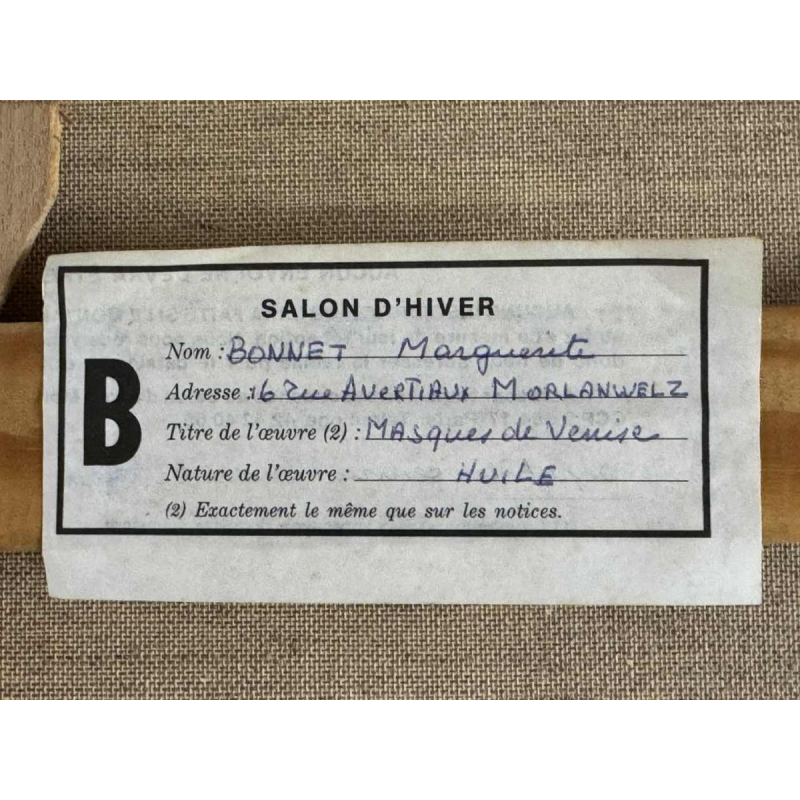 SALON D'HIVER
B
Nom : BONNET Marguerite
Adresse : 16 rue AVERTIAUX MORLANWELZ
Titre de l'œuvre (2) : MAsques de Venise
Nature de l'œuvre : HUILE
(2) Exactement le même que sur les notices.